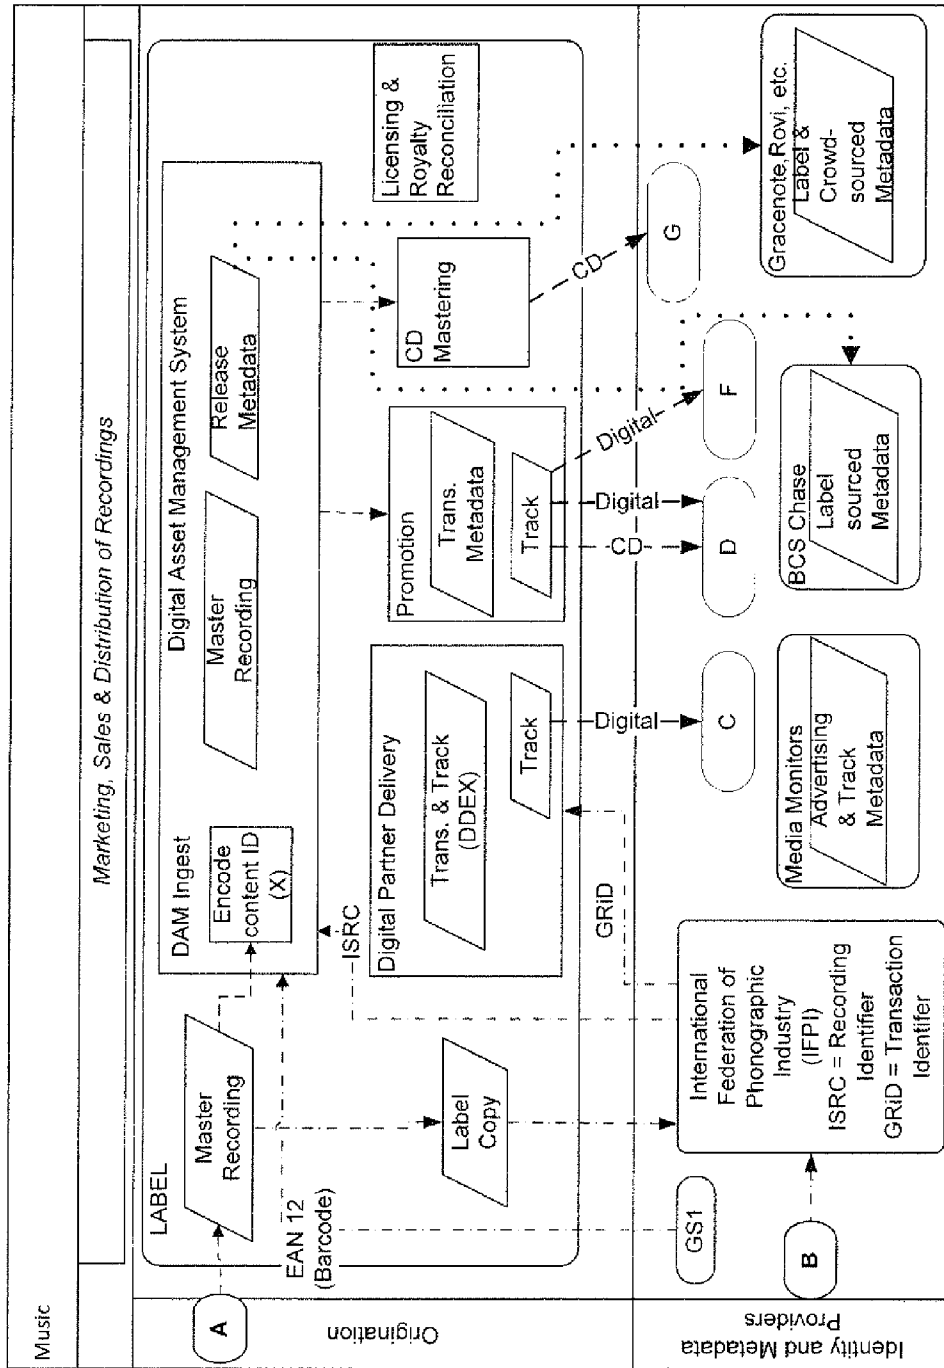 Music
Marketing, Sales & Distribution of Recordings
Origination
A
LABEL
Master
Recording
EAN 12
(Barcode)
Label
Copy
Digital Asset Management System
DAM Ingest
Encode
content ID
(X)
Master
Recording
Release
Metadata
ISRC
Digital Partner Delivery
Trans. & Track
(DDEX)
Track
GRiD
Digital
Promotion
Trans.
Metadata
Track
CD
Digital
Digital
CD
Mastering
CD
Licensing &
Royalty
Reconciliation
Identity and Metadata
Providers
B
GS1
International
Federation of
Phonographic
Industry
(IFPI)
ISRC = Recording
Identifier
GRiD = Transaction
Identifer
C
D
F
G
Media Monitors
Advertising
& Track
Metadata
BCS Chase
Label
sourced
Metadata
Gracenote,Rovi, etc.
Label &
Crowd-
sourced
Metadata